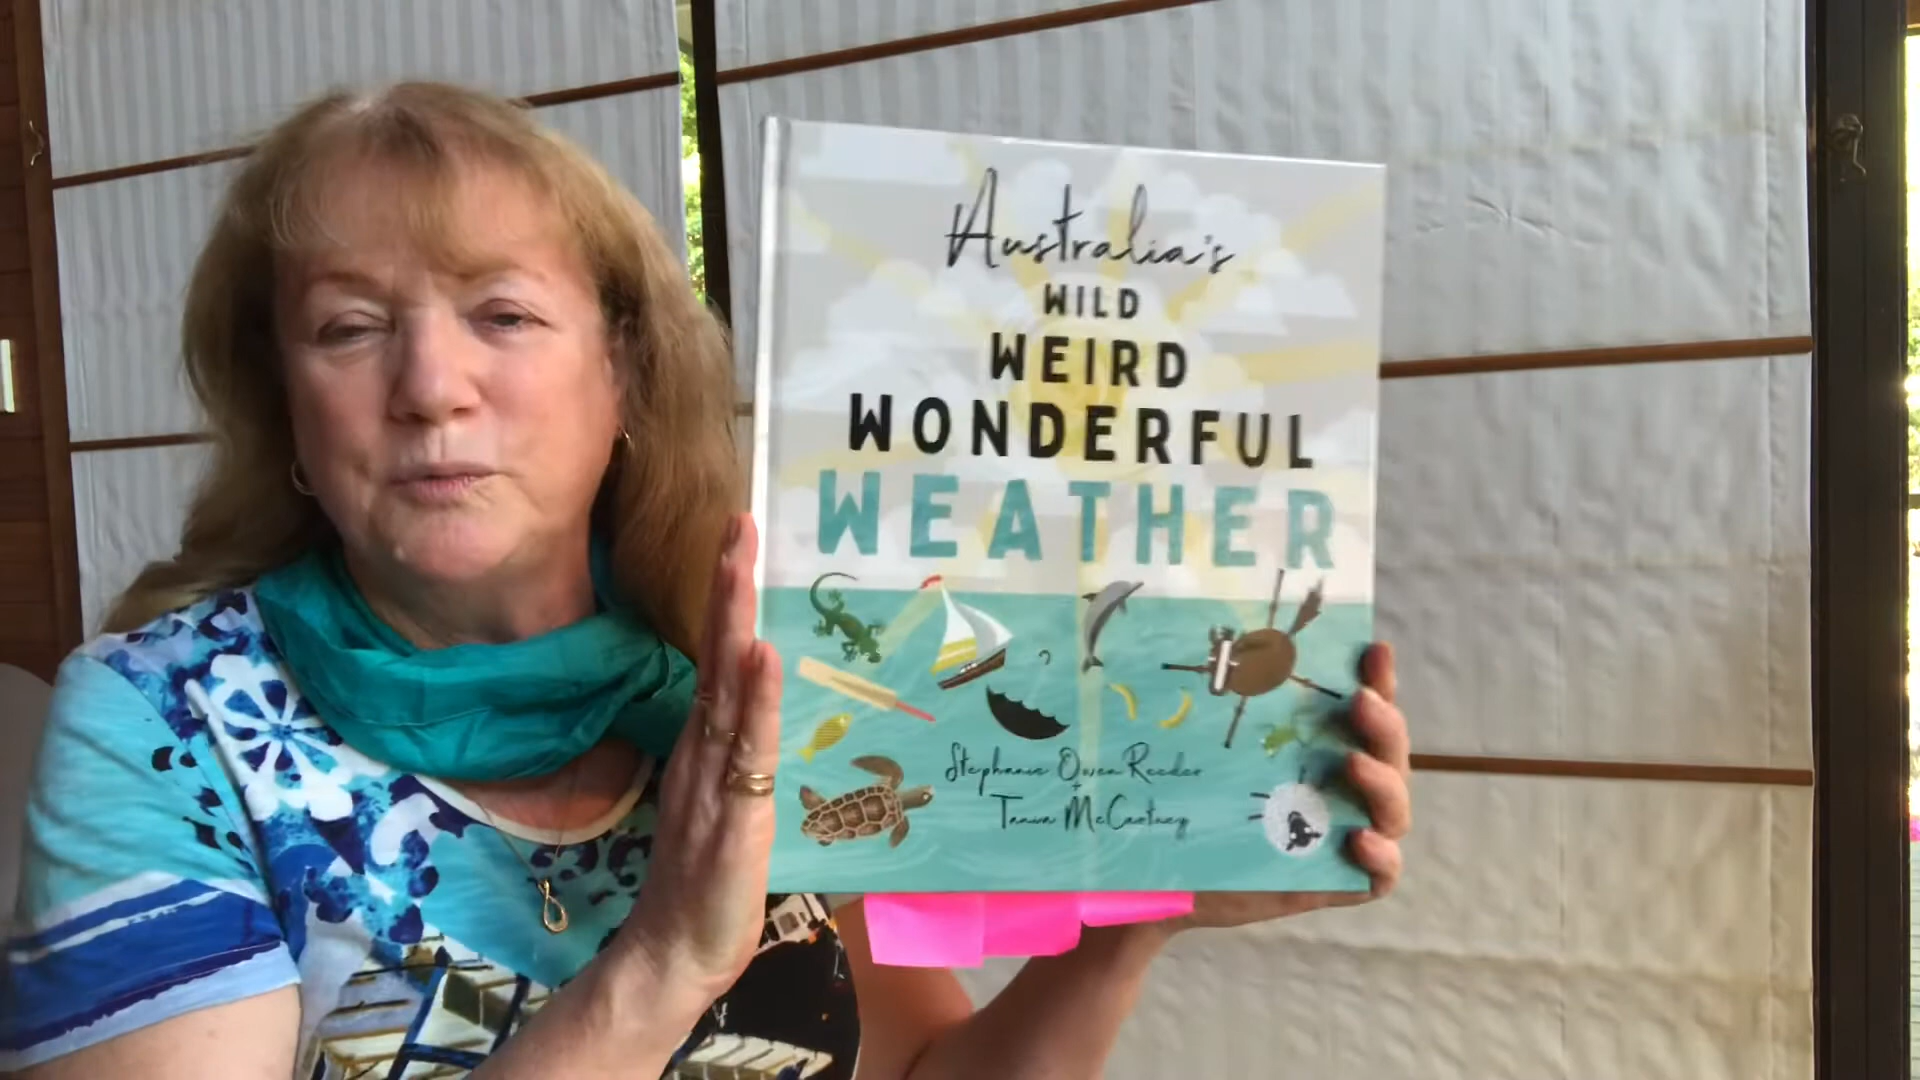 Australia's
WILD
WEIRD
WONDERFUL
WEATHER
Stephanie Owen Reeder
+
Tania McCartney